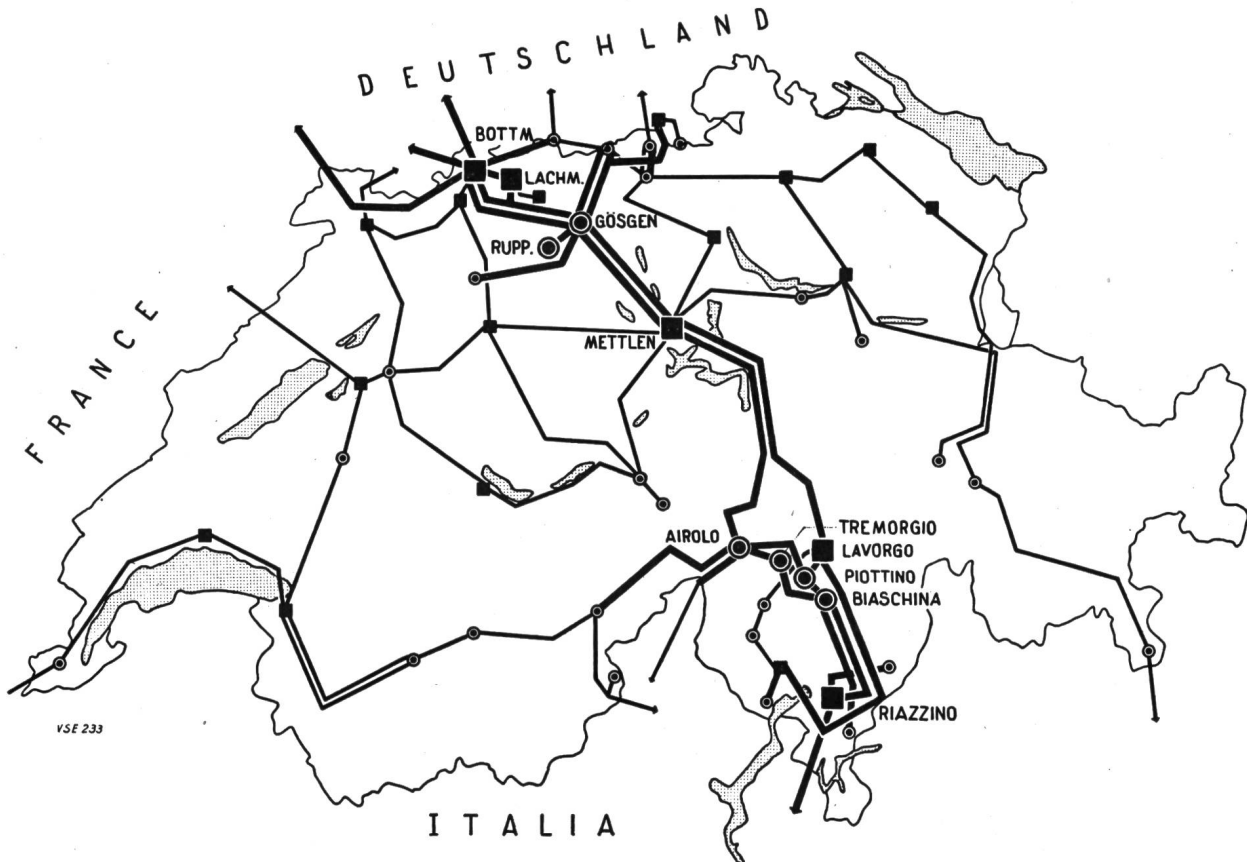 DEUTSCHLAND
BOTTM.
LACHM.
GÖSGEN
RUPP.
FRANCE
METTLEN
AIROLO
TREMORGIO
LAVORGO
PIOTTINO
BIASCHINA
RIAZZINO
VSE 233
ITALIA